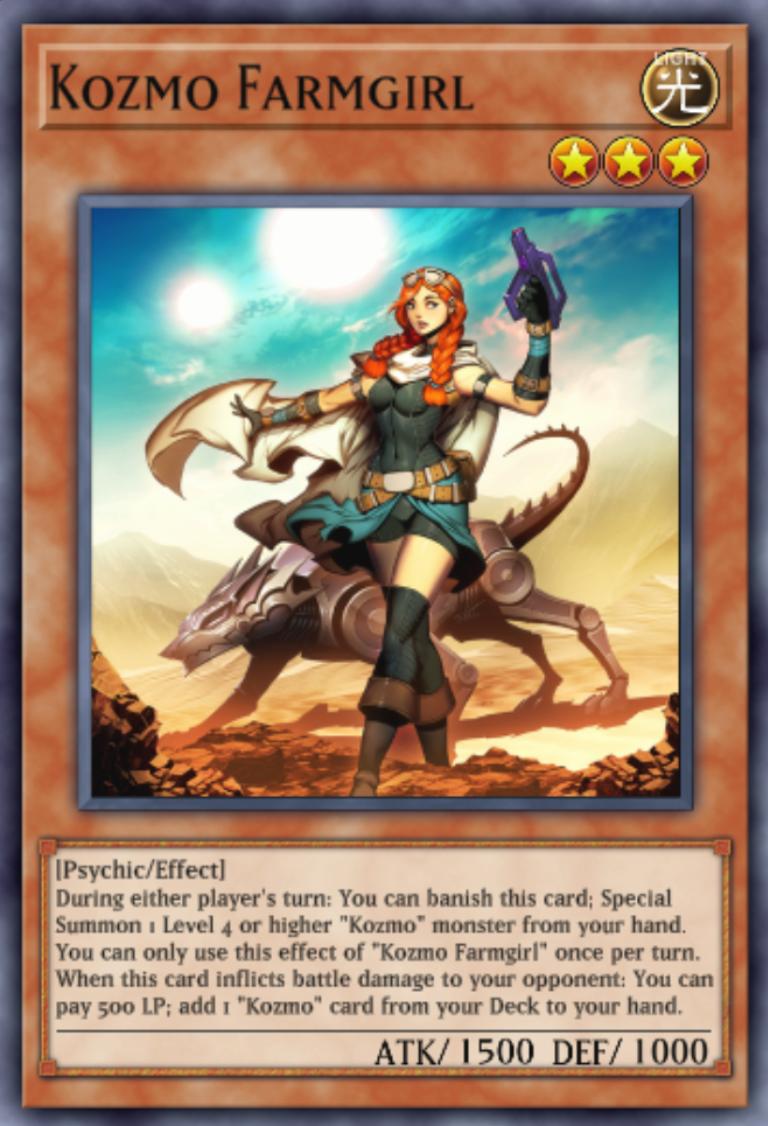 Kozmo Farmgirl
LIGHT
光
[Psychic/Effect]
During either player's turn: You can banish this card; Special
Summon 1 Level 4 or higher "Kozmo" monster from your hand.
You can only use this effect of "Kozmo Farmgirl" once per turn.
When this card inflicts battle damage to your opponent: You can
pay 500 LP; add 1 "Kozmo" card from your Deck to your hand.
ATK/ 1500 DEF/ 1000